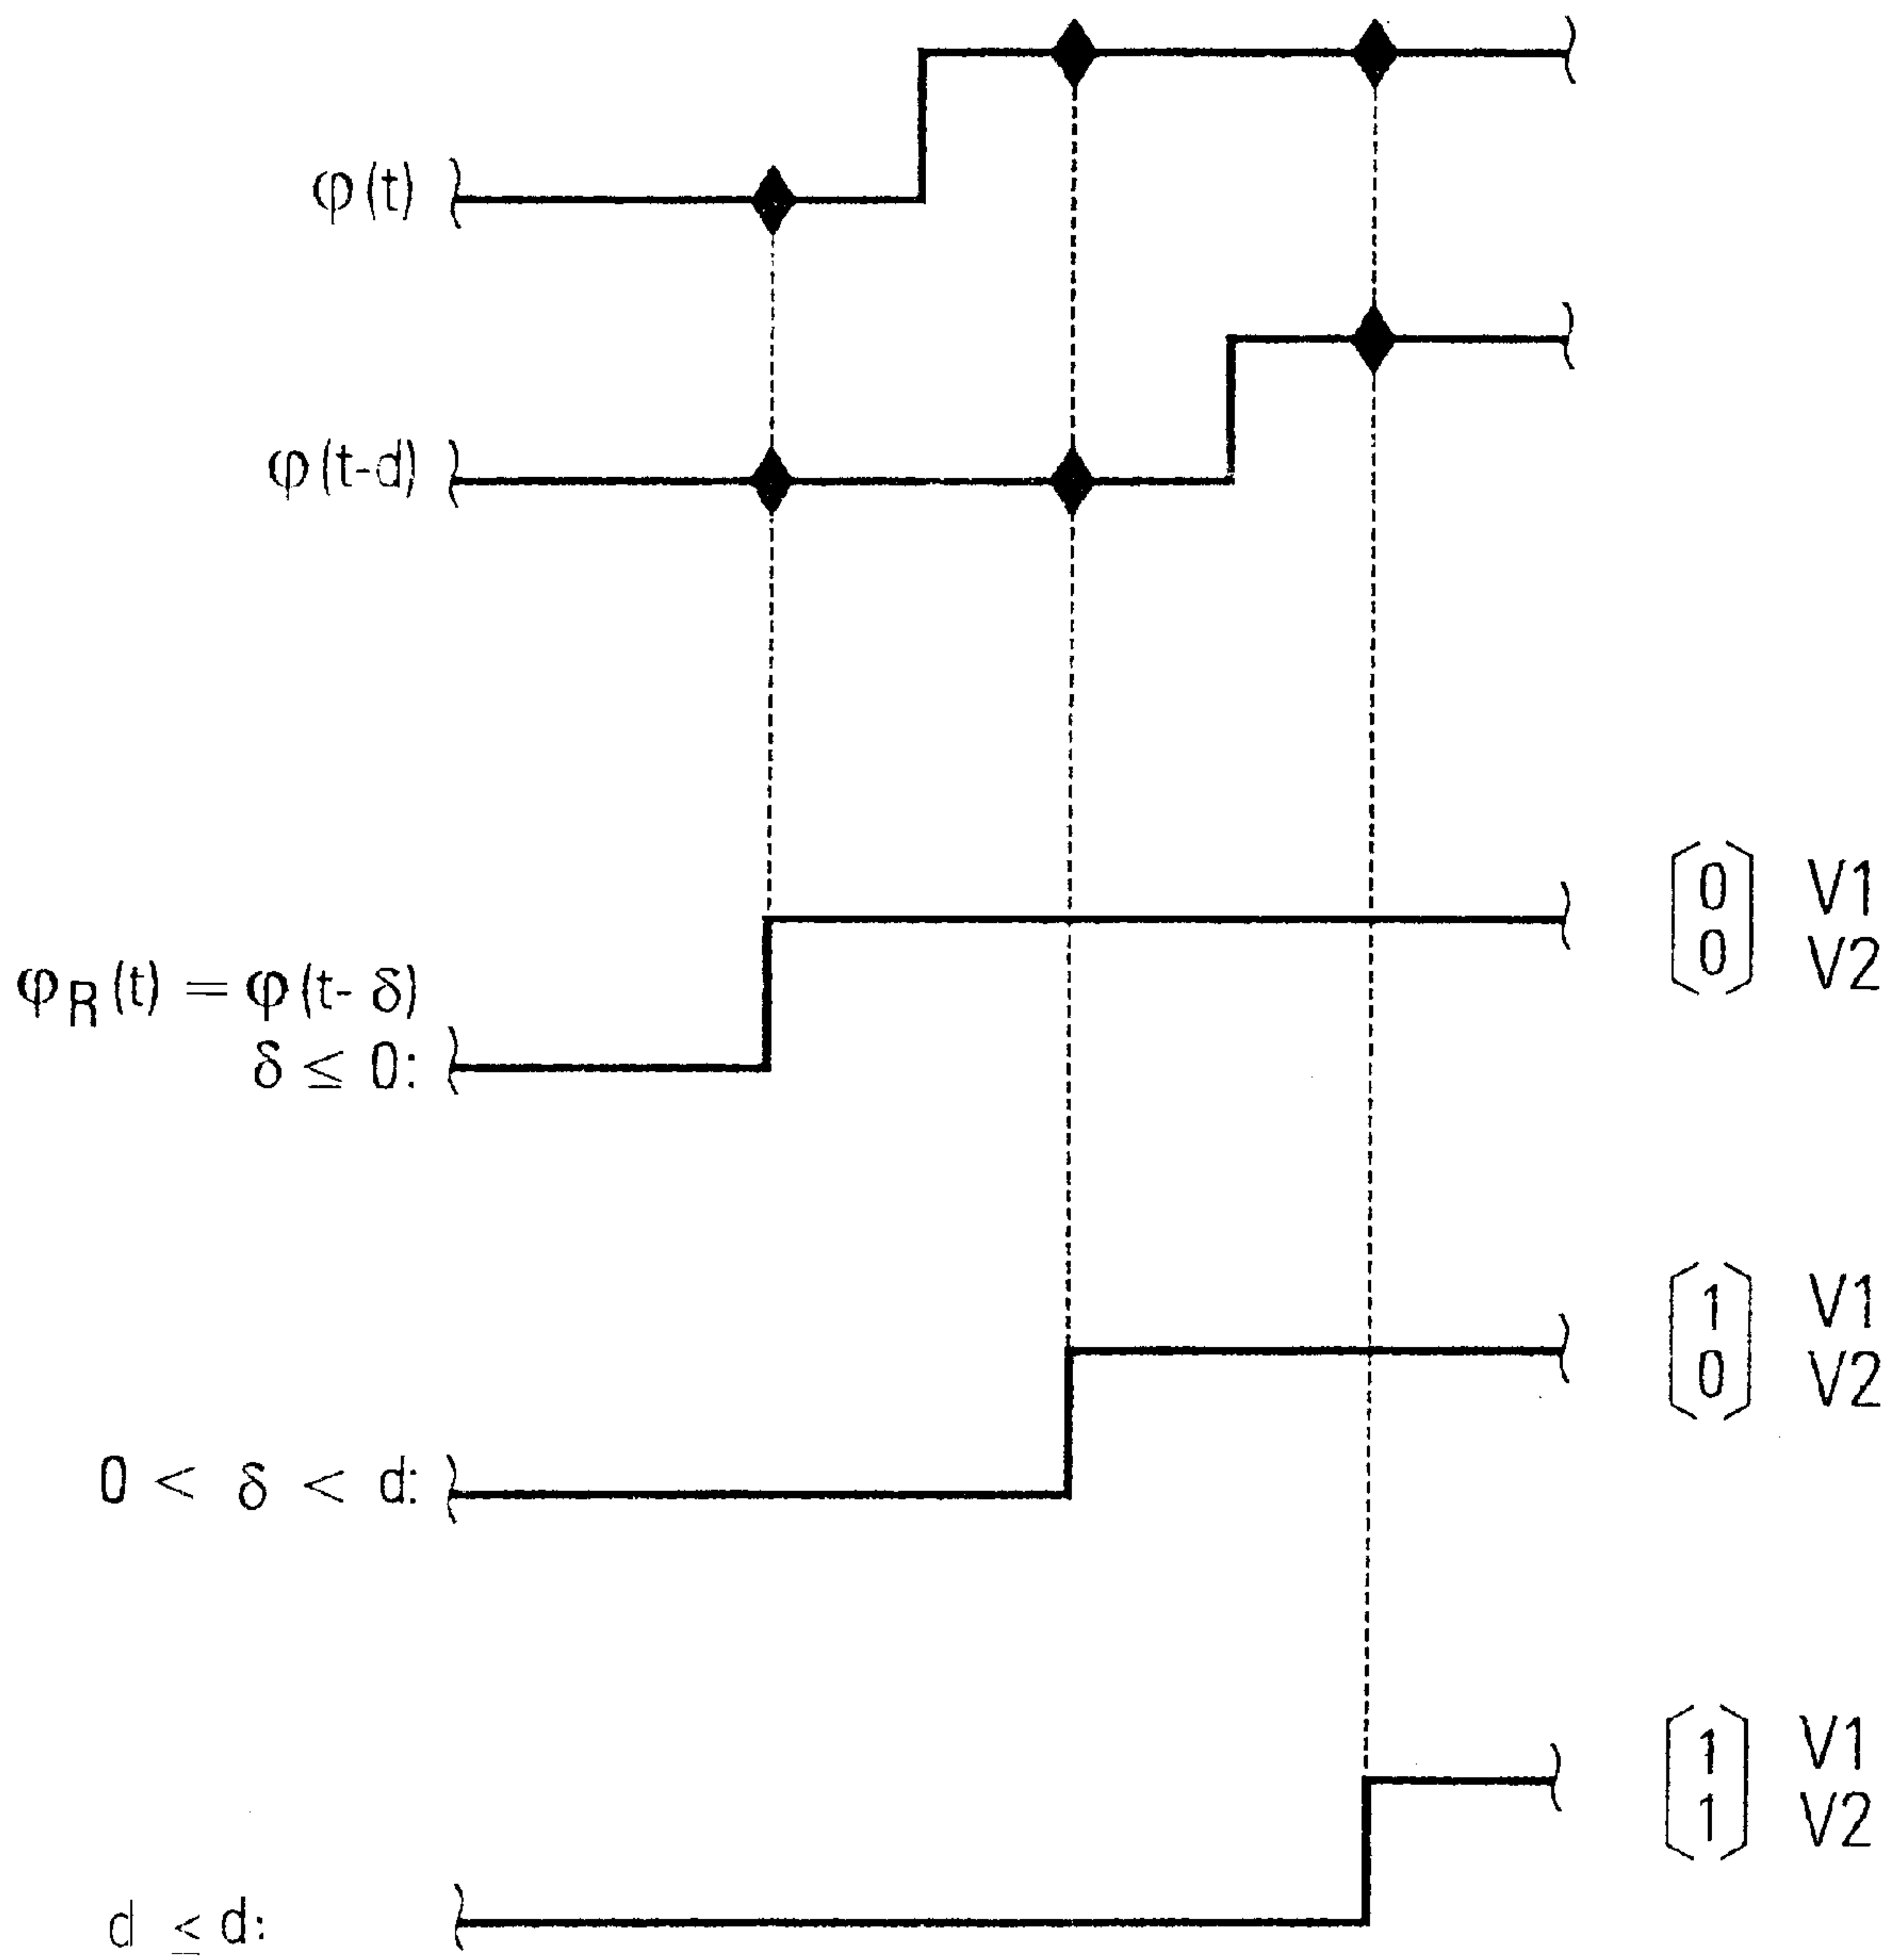 φ(t)
φ(t-d)
0 V1
0 V2
φR(t) = φ(t- δ)
δ ≤ 0:
1 V1
0 V2
0 < δ < d:
1 V1
1 V2
d ≤ d: